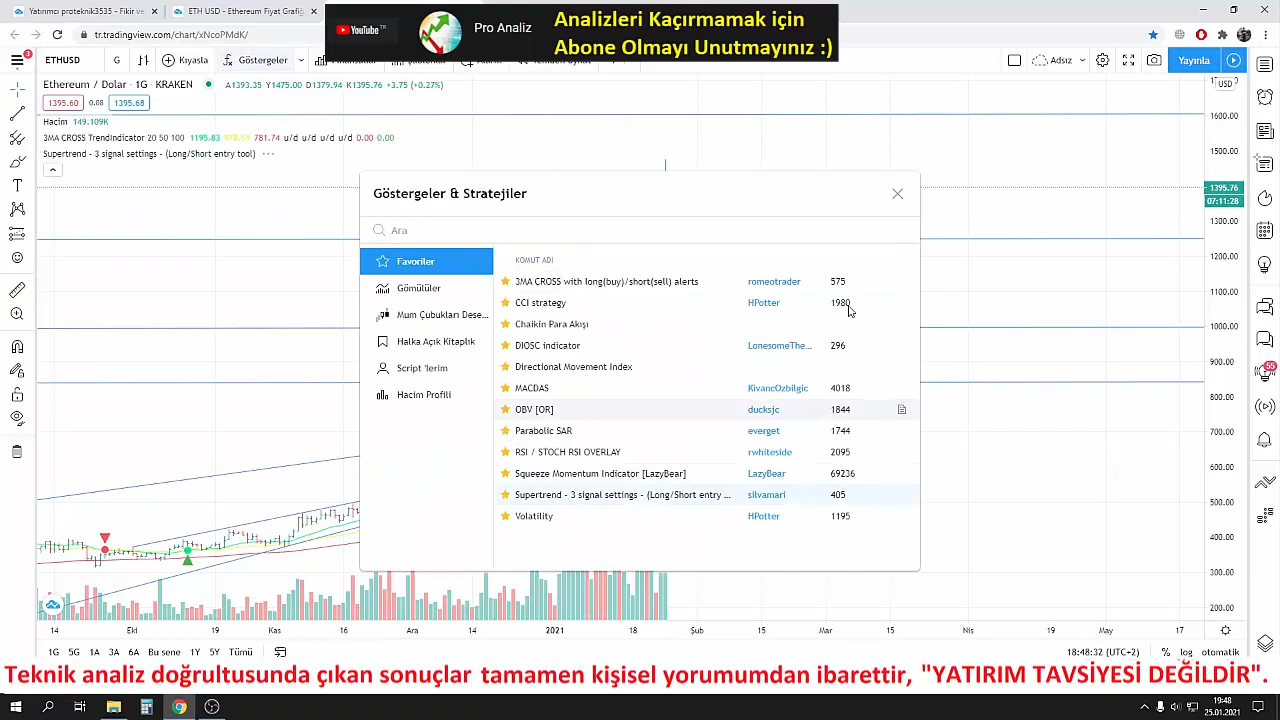 Yatırımcı proteknik3535 - Fikir ve
ETH USD - Ethereum Fiyat Grafiğ
YouTube TR
Pro Analiz
Analizleri Kaçırmamak için
Abone Olmayı Unutmayınız :)
tr.tradingview.com/chart/xNcoPMdK/
3
ETHUSD
1G
Kıyasla
Göstergeler
Adsız
Yayınla
Ethereum / Dolar · 1G · KRAKEN
A1393.35 Y1475.00 D1379.94 K1395.76 +3.75 (+0.27%)
USD
1395.60 0.08 1395.68
Hacim 149.109K
3MA CROSS TrendIndicator 20 50 100 1195.83 781.74 u/d u/d u/d u/d 0.00 0.00
Supertrend - 3 signal settings - (Long/Short entry tool)
Göstergeler & Stratejiler
Ara
Favoriler
Gömülüler
Mum Çubukları Dese...
Halka Açık Kitaplık
Script 'lerim
Hacim Profili
KOMUT ADI
3MA CROSS with long(buy)/short(sell) alerts romeotrader 575
CCI strategy HPotter 1980
Chaikin Para Akışı
DIOSC indicator LonesomeThe... 296
Directional Movement Index
MACDAS KivancOzbilgic 4018
OBV [OR] ducksjc 1844
Parabolic SAR everget 1744
RSI / STOCH RSI OVERLAY rwhiteside 2095
Squeeze Momentum Indicator [LazyBear] LazyBear 69236
Supertrend - 3 signal settings - (Long/Short entry ... silvamari 405
Volatility HPotter 1195
1600.00
1500.00
1395.76
07:11:28
1300.00
1200.00
1100.00
1000.00
900.00
800.00
700.00
600.00
500.00
400.00
300.00
200.00
14 Eki 19 Kas 16 Ara 14 2021 18 Şub 15 Mar 15 Nis 19 May 17
1G 5G 1A 3A 6A Bu sene 1Y 5Y Tümü
18:48:32 (UTC+2) % log otomatik
Teknik analiz doğrultusunda çıkan sonuçlar tamamen kişisel yorumumdan ibarettir, "YATIRIM TAVSİYESİ DEĞİLDİR".
19:48
25.01.2021